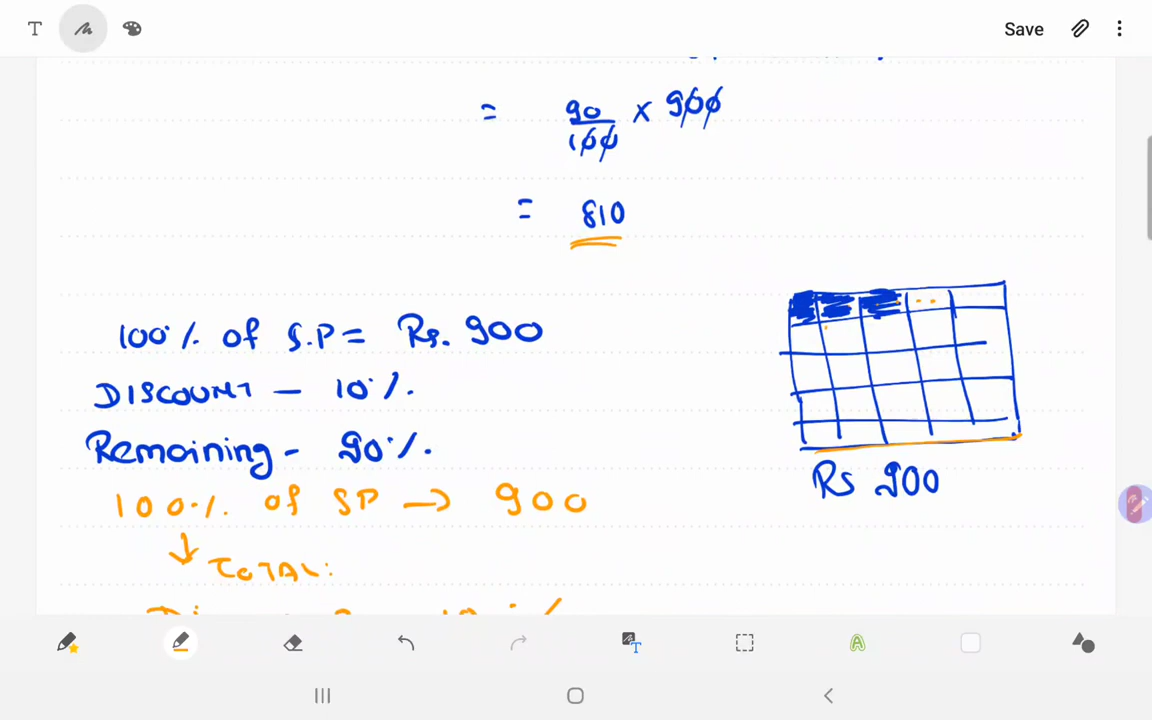 T Save
= 90/100 x 900
= 810
100% of S.P = Rs. 900
DISCOUNT - 10%.
Remaining - 90%.
100% of SP → 900
↓ TOTAL:
Rs 900
A